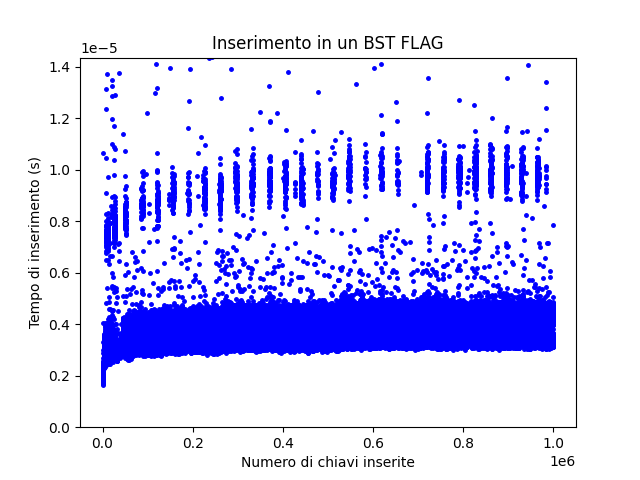 Inserimento in un BST FLAG
1e−5
1.4
1.2
1.0
0.8
0.6
0.4
0.2
0.0
Tempo di inserimento (s)
0.0 0.2 0.4 0.6 0.8 1.0
1e6
Numero di chiavi inserite